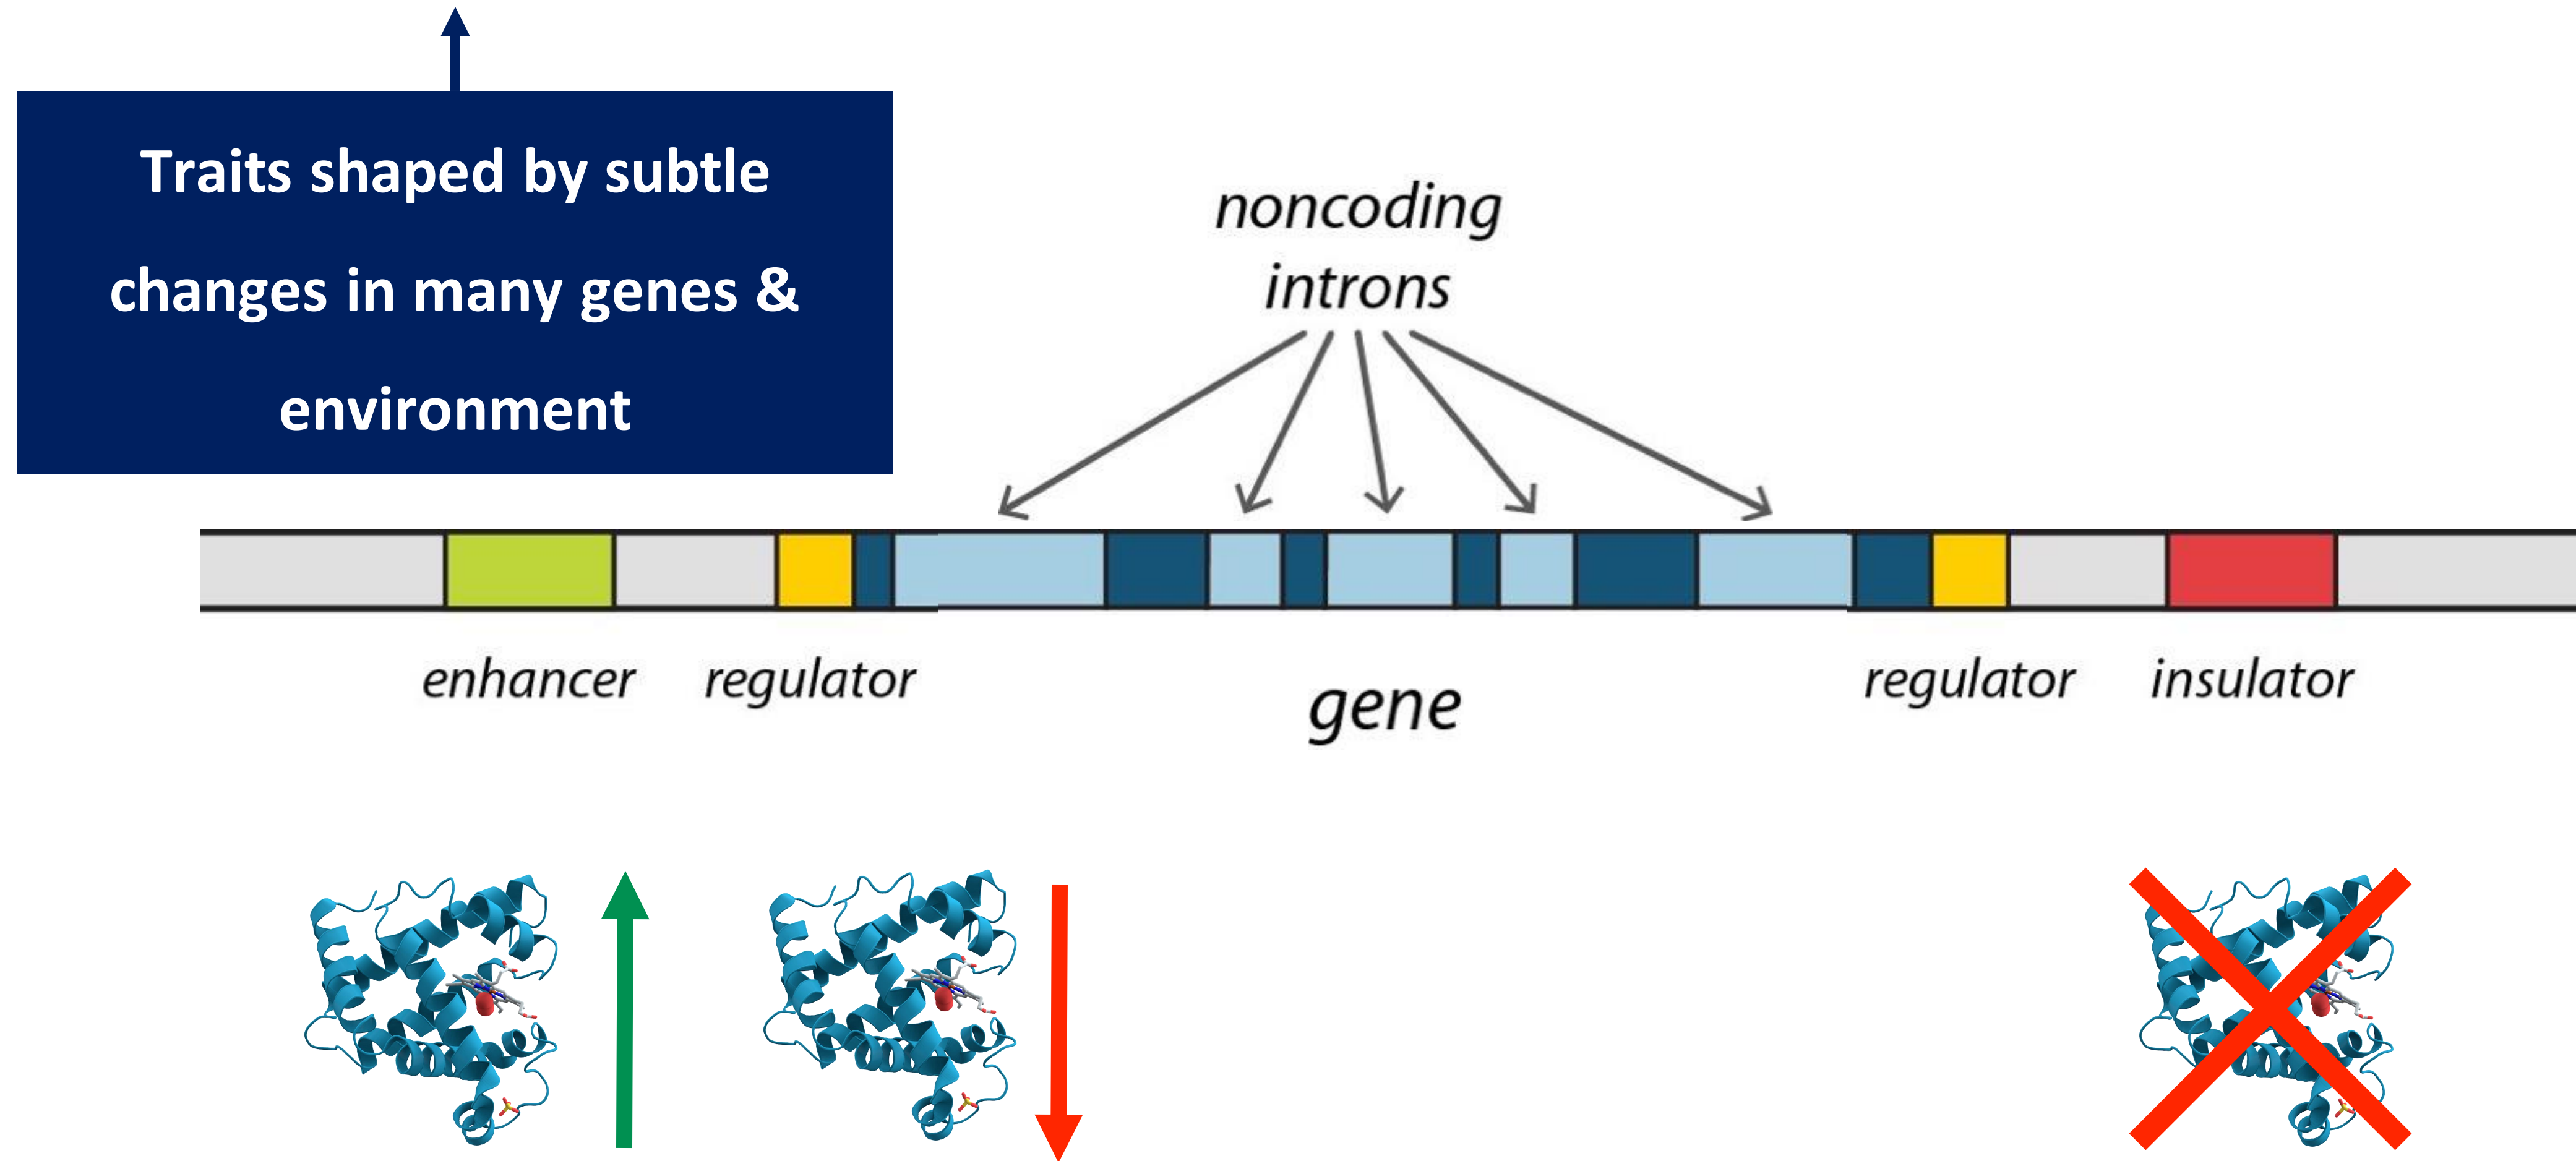 Traits shaped by subtle
changes in many genes &
environment
noncoding
introns
enhancer
regulator
gene
regulator
insulator